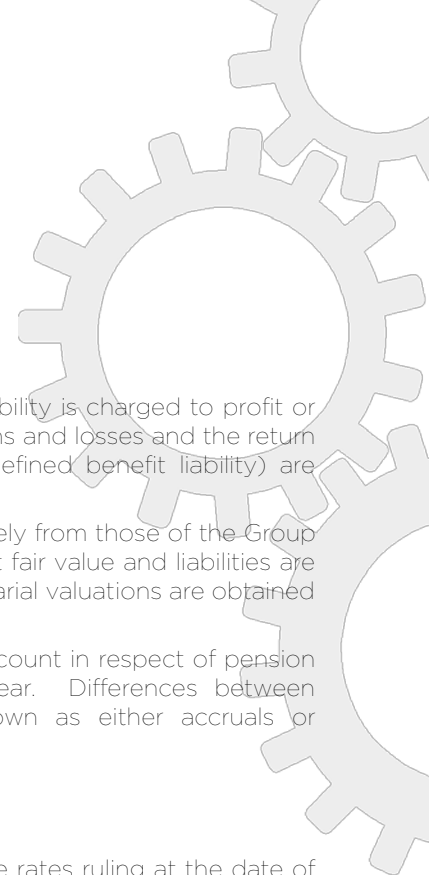 bility is charged to profit or
ns and losses and the return
efined benefit liability) are
ely from those of the Group
t fair value and liabilities are
arial valuations are obtained
count in respect of pension
ear. Differences between
own as either accruals or
e rates ruling at the date of